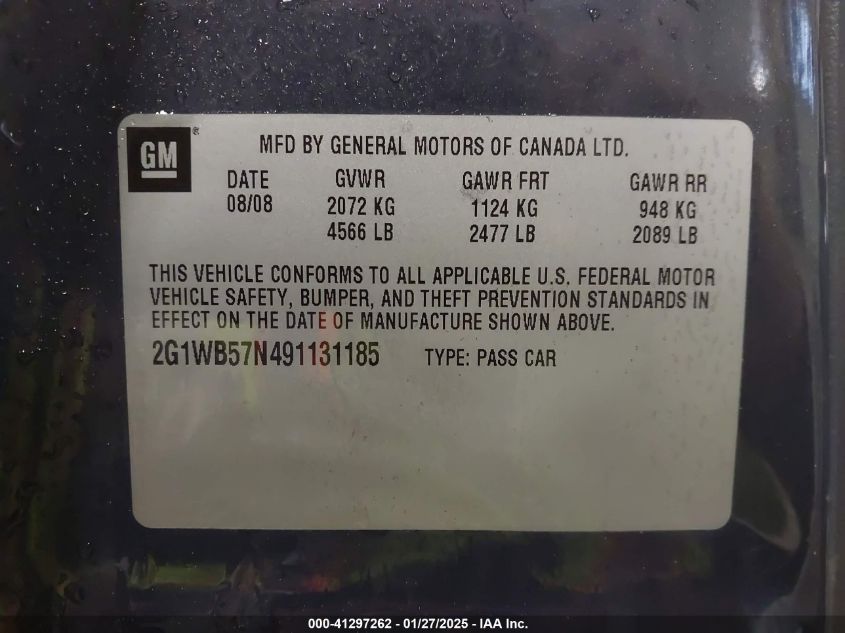 GM®
MFD BY GENERAL MOTORS OF CANADA LTD.
DATE GVWR GAWR FRT GAWR RR
08/08 2072 KG 1124 KG 948 KG
4566 LB 2477 LB 2089 LB
THIS VEHICLE CONFORMS TO ALL APPLICABLE U.S. FEDERAL MOTOR
VEHICLE SAFETY, BUMPER, AND THEFT PREVENTION STANDARDS IN
EFFECT ON THE DATE OF MANUFACTURE SHOWN ABOVE.
2G1WB57N491131185 TYPE: PASS CAR
000-41297262 - 01/27/2025 - IAA Inc.